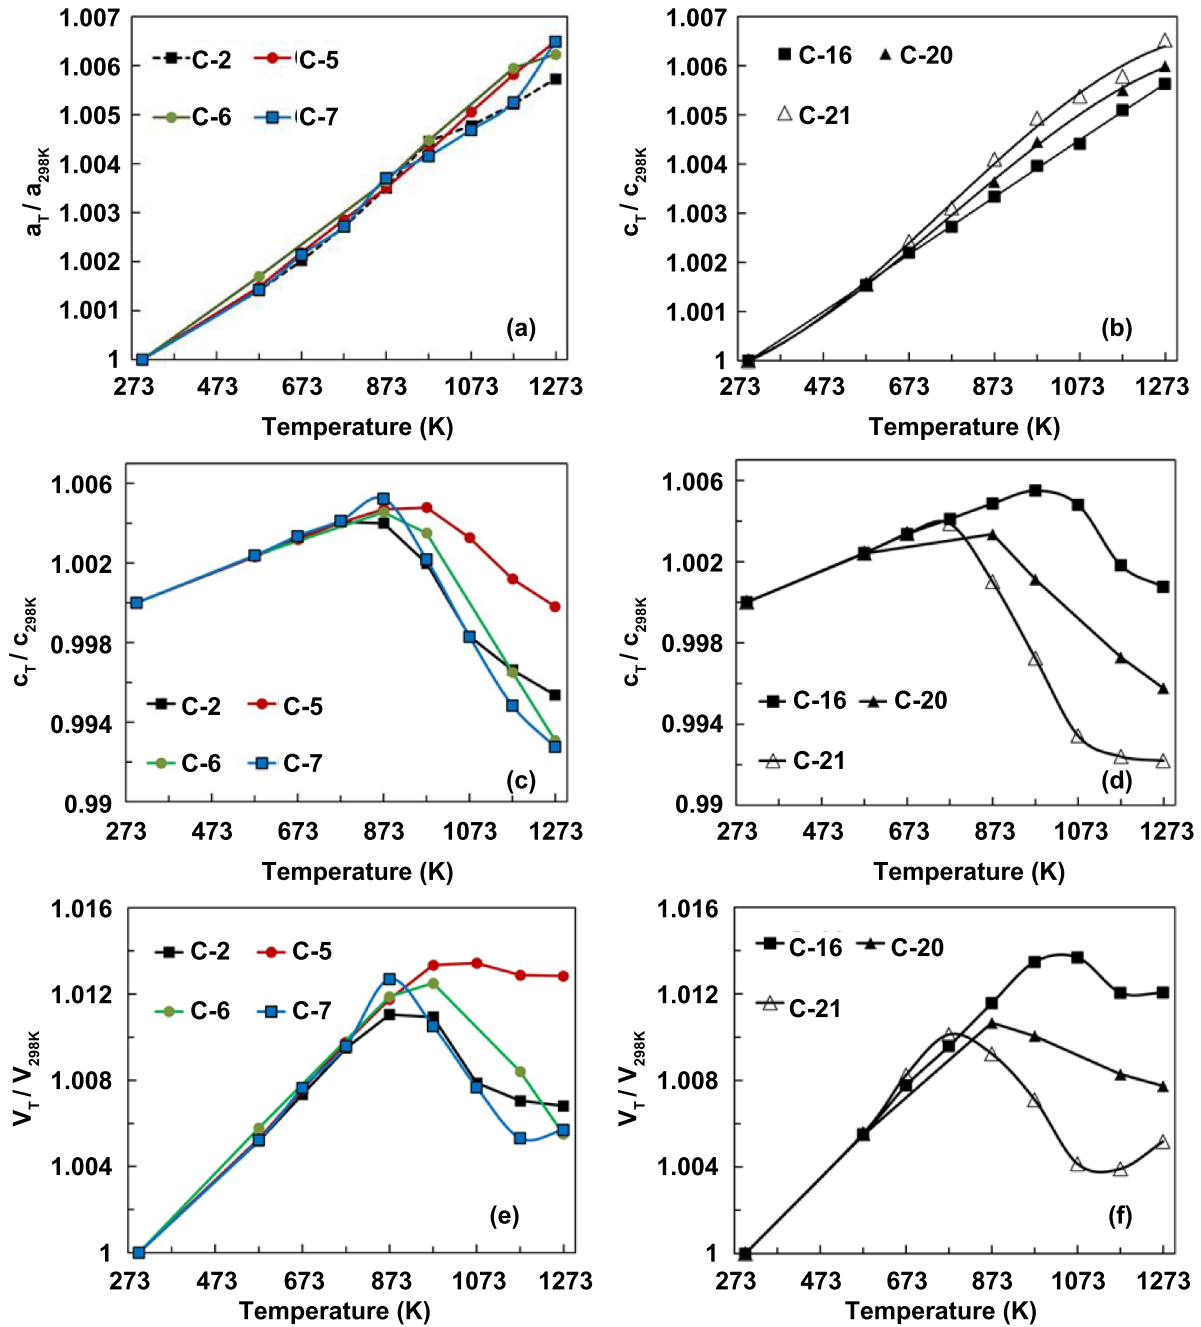 1.007
1.006
1.005
1.004
1.003
1.002
1.001
1
a_T / a_298K
C-2
C-5
C-6
C-7
(a)
273 473 673 873 1073 1273
Temperature (K)
1.007
1.006
1.005
1.004
1.003
1.002
1.001
1
c_T / c_298K
C-16
C-20
C-21
(b)
273 473 673 873 1073 1273
Temperature (K)
1.006
1.002
0.998
0.994
0.99
c_T / c_298K
C-2
C-5
C-6
C-7
(c)
273 473 673 873 1073 1273
Temperature (K)
1.006
1.002
0.998
0.994
0.99
c_T / c_298K
C-16
C-20
C-21
(d)
273 473 673 873 1073 1273
Temperature (K)
1.016
1.012
1.008
1.004
1
V_T / V_298K
C-2
C-5
C-6
C-7
(e)
273 473 673 873 1073 1273
Temperature (K)
1.016
1.012
1.008
1.004
1
V_T / V_298K
C-16
C-20
C-21
(f)
273 473 673 873 1073 1273
Temperature (K)